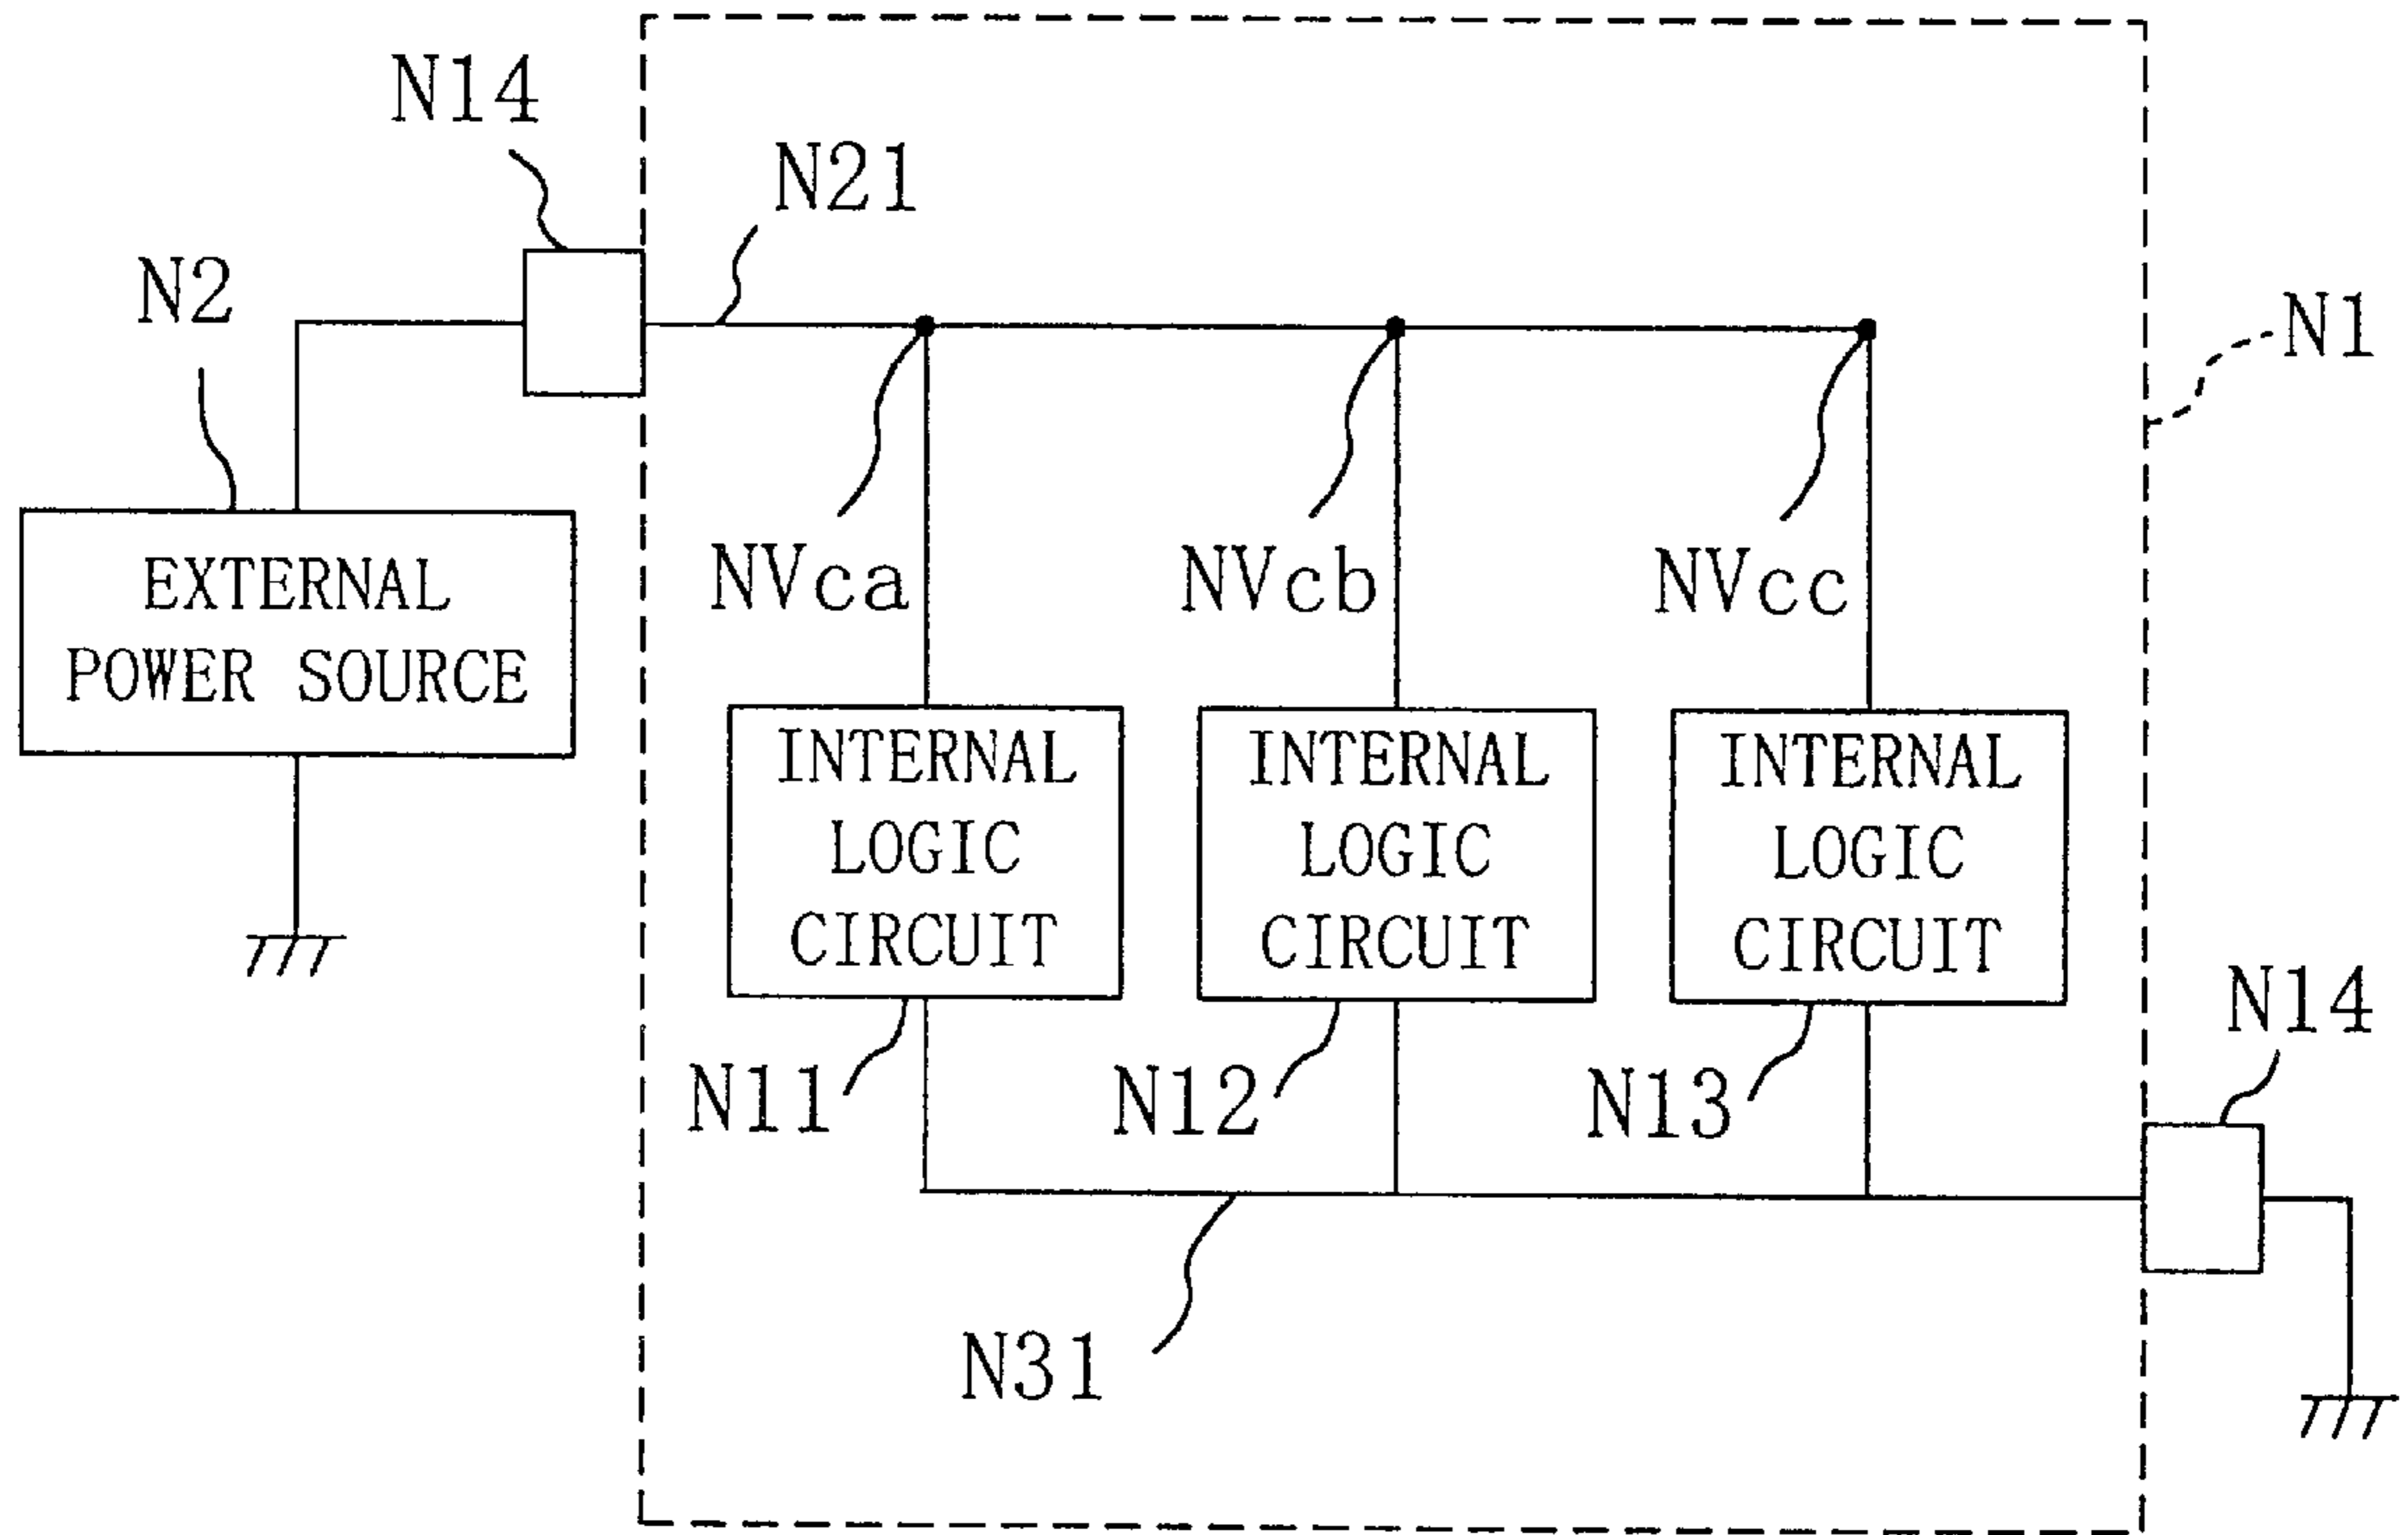 N14
N21
N2
N1
EXTERNAL
POWER SOURCE
NVca
NVcb
NVcc
INTERNAL
LOGIC
CIRCUIT
INTERNAL
LOGIC
CIRCUIT
INTERNAL
LOGIC
CIRCUIT
N14
N11
N12
N13
N31